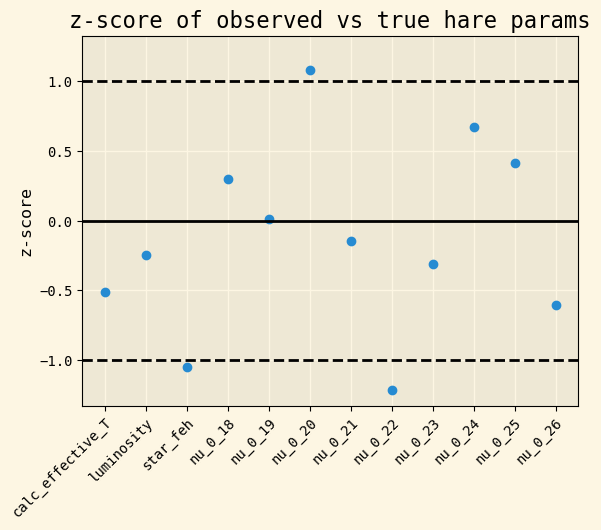 z-score of observed vs true hare params
z-score
1.0
0.5
0.0
−0.5
−1.0
calc_effective_T
luminosity
star_feh
nu_0_18
nu_0_19
nu_0_20
nu_0_21
nu_0_22
nu_0_23
nu_0_24
nu_0_25
nu_0_26